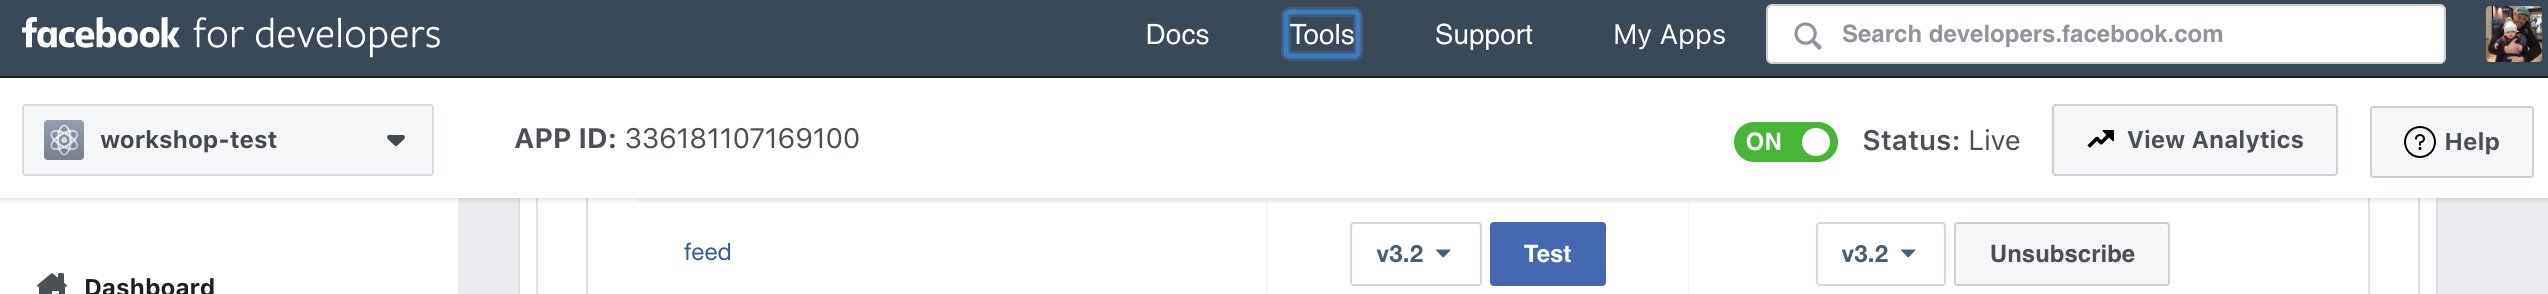 facebook for developers Docs Tools Support My Apps Search developers.facebook.com
workshop-test APP ID: 336181107169100 ON Status: Live View Analytics ? Help
feed v3.2 Test v3.2 Unsubscribe
Dashboard